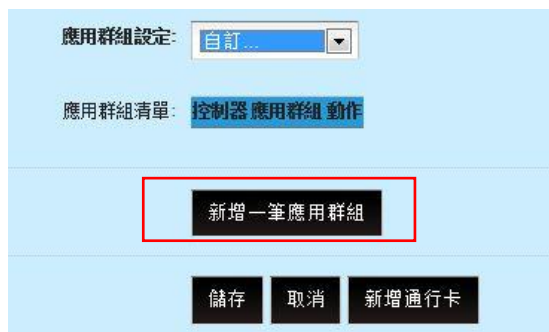 應用群組設定: 自訂...
應用群組清單: 控制器 應用群組 動作
新增一筆應用群組
儲存 取消 新增通行卡